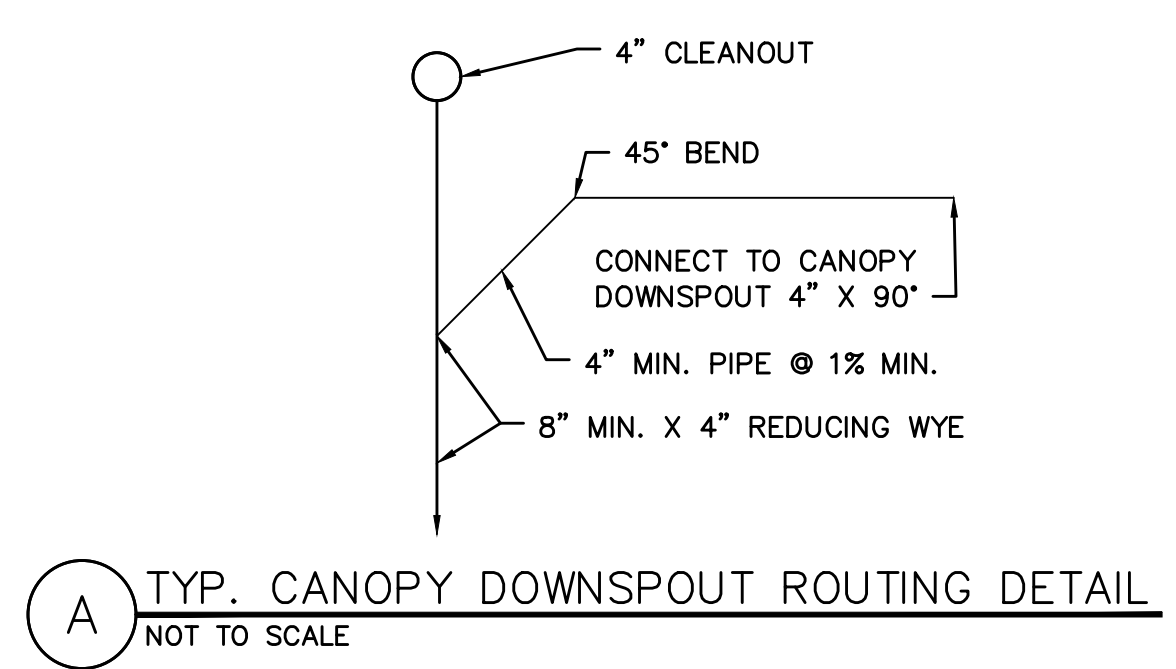 4” CLEANOUT
45° BEND
CONNECT TO CANOPY
DOWNSPOUT 4” X 90°
4” MIN. PIPE @ 1% MIN.
8” MIN. X 4” REDUCING WYE
A
TYP. CANOPY DOWNSPOUT ROUTING DETAIL
NOT TO SCALE